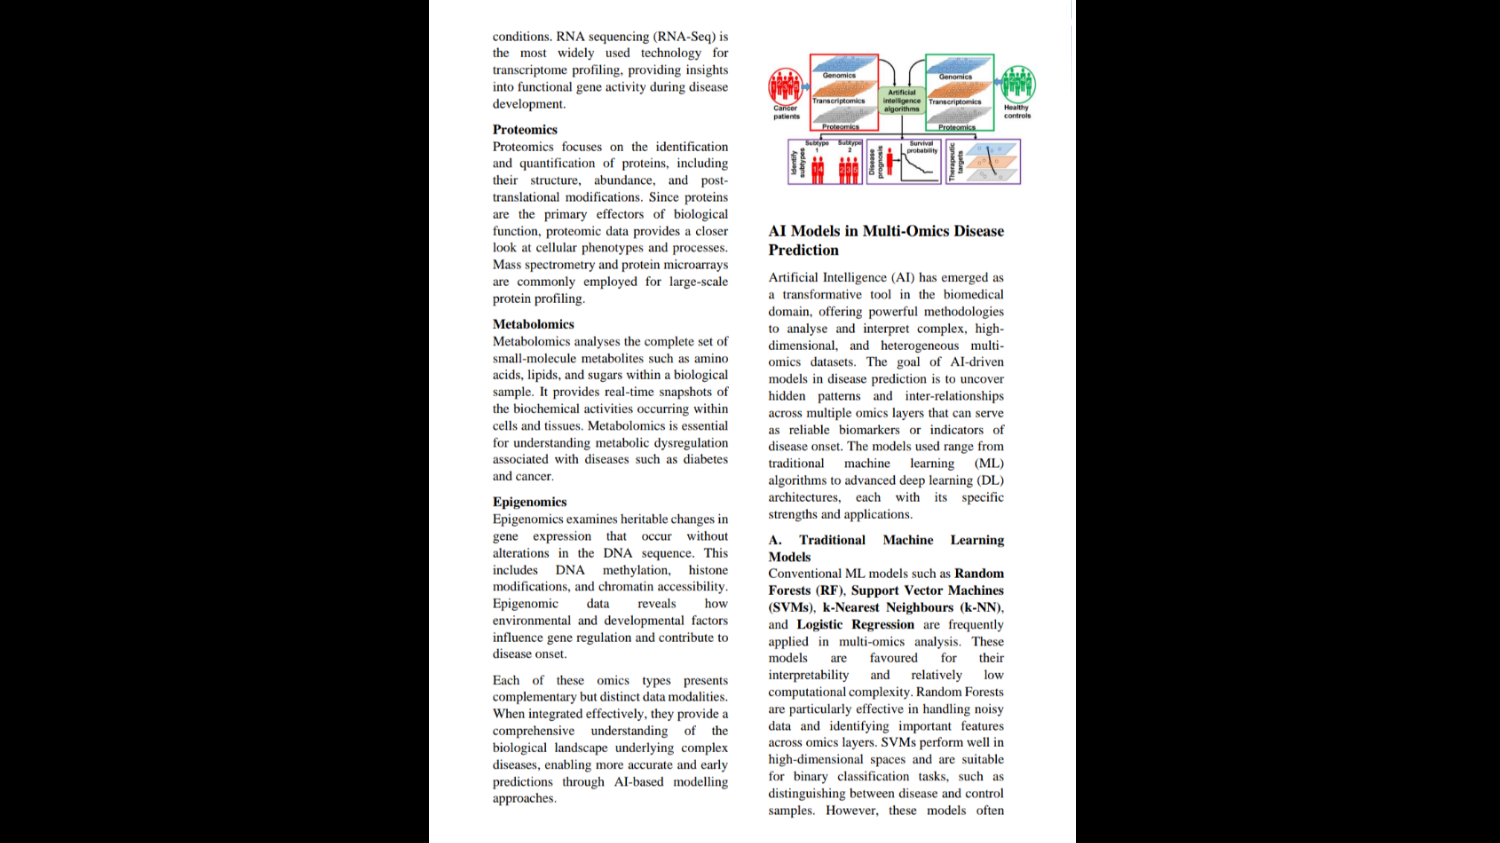 conditions. RNA sequencing (RNA-Seq) is
the most widely used technology for
transcriptome profiling, providing insights
into functional gene activity during disease
development.
Proteomics
Proteomics focuses on the identification
and quantification of proteins, including
their structure, abundance, and post-
translational modifications. Since proteins
are the primary effectors of biological
function, proteomic data provides a closer
look at cellular phenotypes and processes.
Mass spectrometry and protein microarrays
are commonly employed for large-scale
protein profiling.
Metabolomics
Metabolomics analyses the complete set of
small-molecule metabolites such as amino
acids, lipids, and sugars within a biological
sample. It provides real-time snapshots of
the biochemical activities occurring within
cells and tissues. Metabolomics is essential
for understanding metabolic dysregulation
associated with diseases such as diabetes
and cancer.
Epigenomics
Epigenomics examines heritable changes in
gene expression that occur without
alterations in the DNA sequence. This
includes DNA methylation, histone
modifications, and chromatin accessibility.
Epigenomic data reveals how
environmental and developmental factors
influence gene regulation and contribute to
disease onset.
Each of these omics types presents
complementary but distinct data modalities.
When integrated effectively, they provide a
comprehensive understanding of the
biological landscape underlying complex
diseases, enabling more accurate and early
predictions through AI-based modelling
approaches.
Cancer
patients
Genomics
Transcriptomics
Proteomics
Artificial
intelligence
algorithms
Genomics
Transcriptomics
Proteomics
Healthy
controls
Identify
subtypes
Subtype
1
Subtype
2
Disease
prognosis
Survival
probability
Therapeutic
targets
AI Models in Multi-Omics Disease
Prediction
Artificial Intelligence (AI) has emerged as
a transformative tool in the biomedical
domain, offering powerful methodologies
to analyse and interpret complex, high-
dimensional, and heterogeneous multi-
omics datasets. The goal of AI-driven
models in disease prediction is to uncover
hidden patterns and inter-relationships
across multiple omics layers that can serve
as reliable biomarkers or indicators of
disease onset. The models used range from
traditional machine learning (ML)
algorithms to advanced deep learning (DL)
architectures, each with its specific
strengths and applications.
A. Traditional Machine Learning
Models
Conventional ML models such as Random
Forests (RF), Support Vector Machines
(SVMs), k-Nearest Neighbours (k-NN),
and Logistic Regression are frequently
applied in multi-omics analysis. These
models are favoured for their
interpretability and relatively low
computational complexity. Random Forests
are particularly effective in handling noisy
data and identifying important features
across omics layers. SVMs perform well in
high-dimensional spaces and are suitable
for binary classification tasks, such as
distinguishing between disease and control
samples. However, these models often